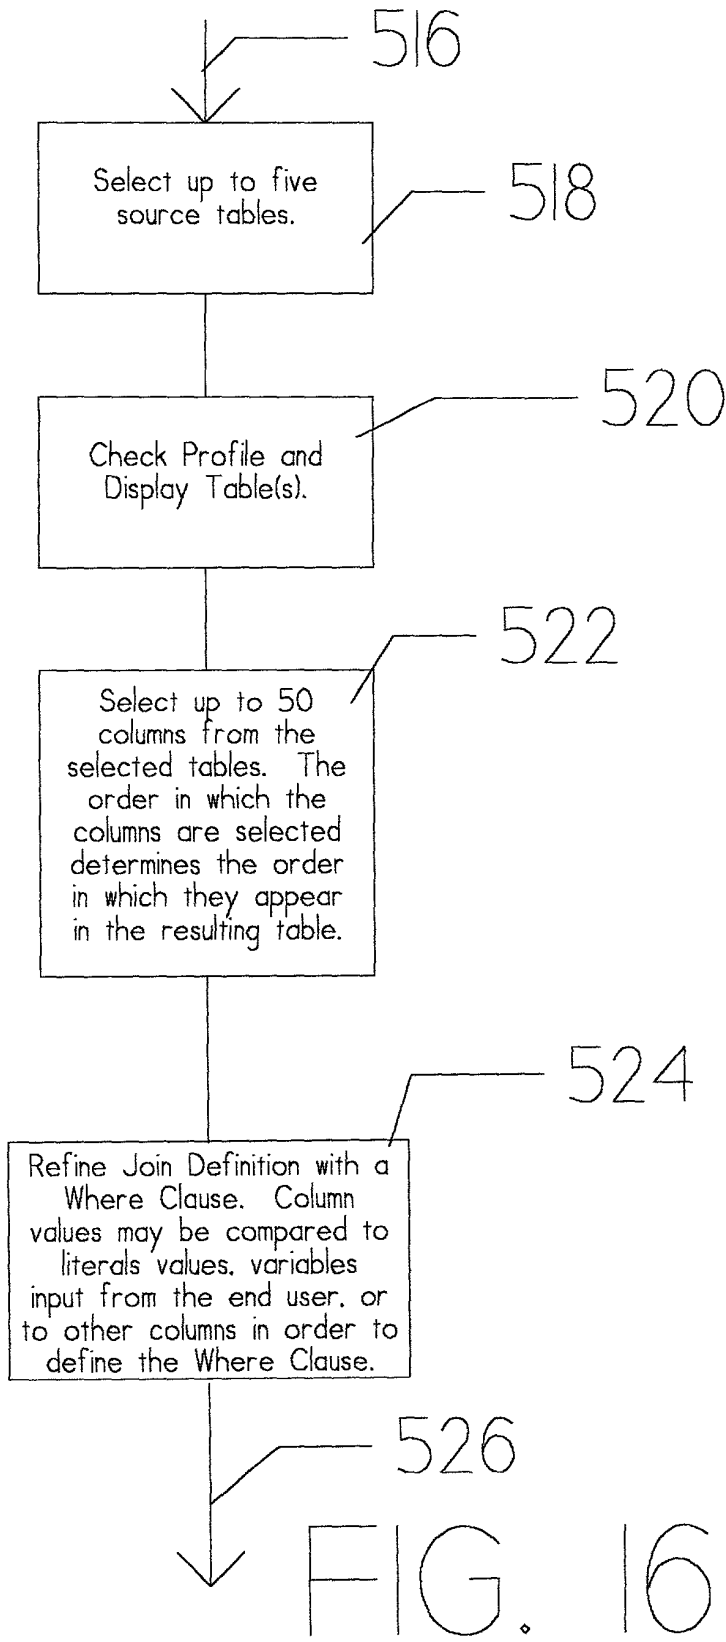 516
Select up to five
source tables.
518
520
Check Profile and
Display Table(s).
522
Select up to 50
columns from the
selected tables. The
order in which the
columns are selected
determines the order
in which they appear
in the resulting table.
524
Refine Join Definition with a
Where Clause. Column
values may be compared to
literals values, variables
input from the end user, or
to other columns in order to
define the Where Clause.
526
FIG. 16